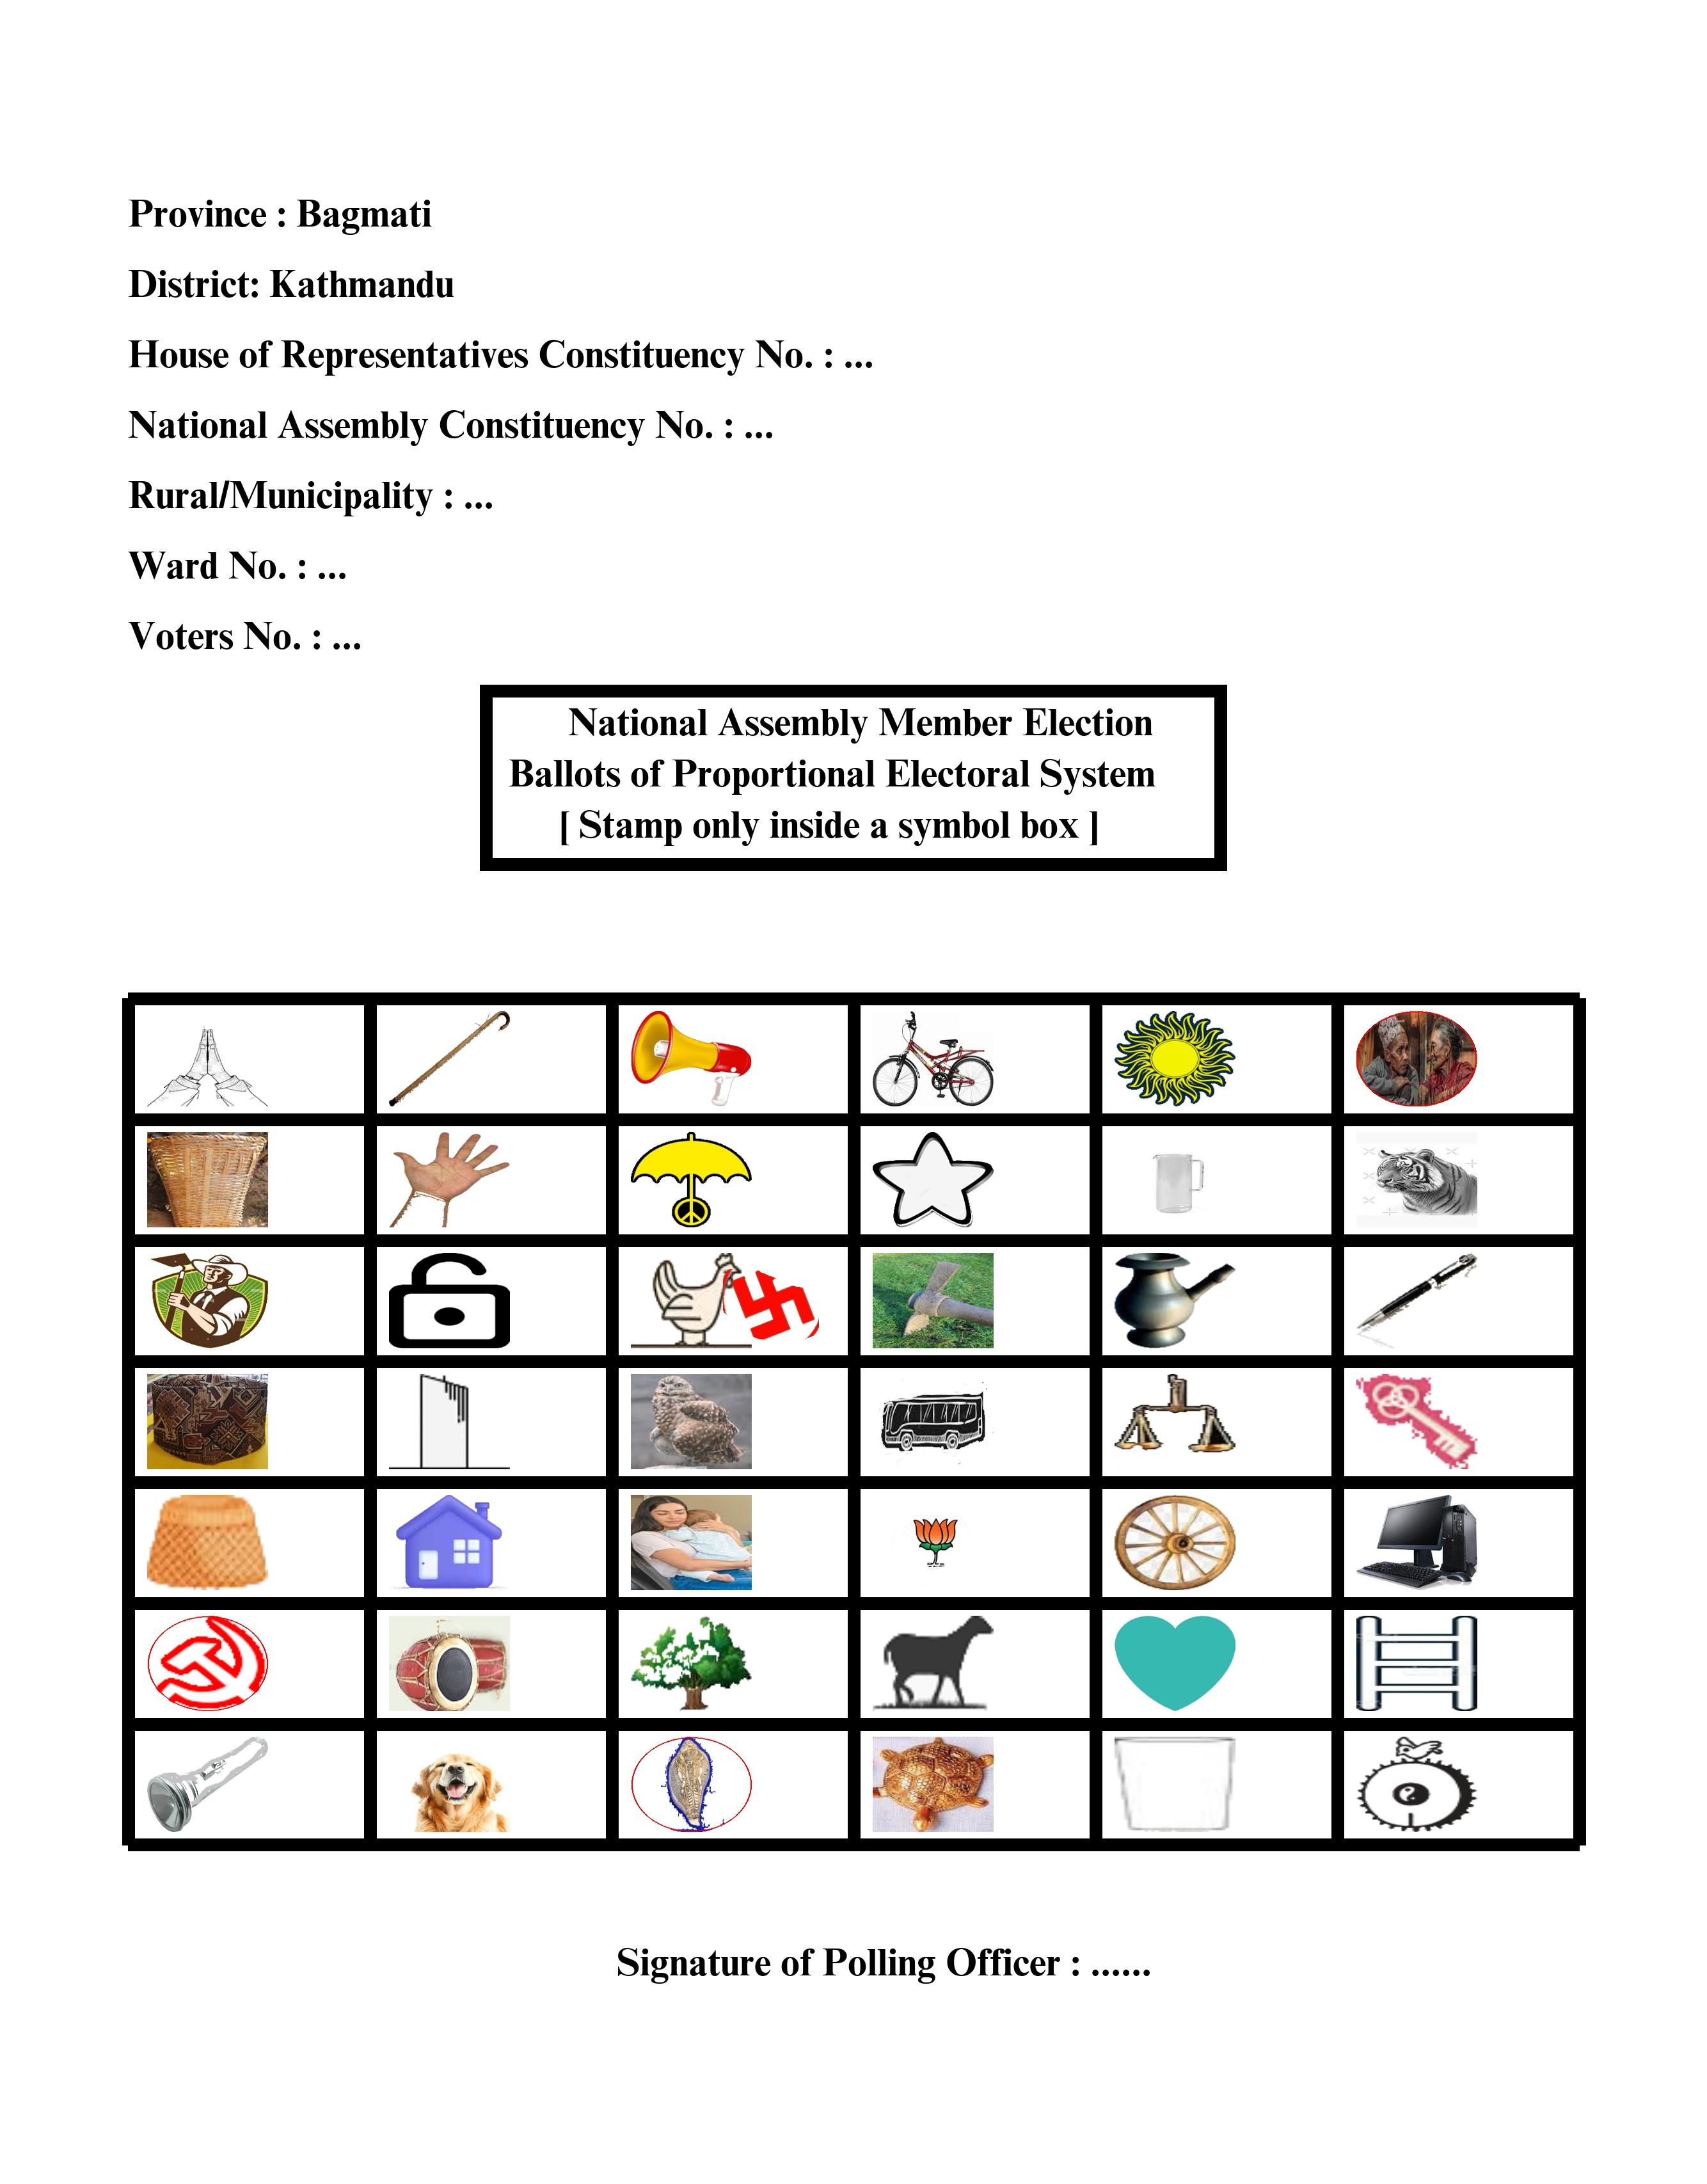 Province : Bagmati
District: Kathmandu
House of Representatives Constituency No. : ...
National Assembly Constituency No. : ...
Rural/Municipality : ...
Ward No. : ...
Voters No. : ...
National Assembly Member Election
Ballots of Proportional Electoral System
[ Stamp only inside a symbol box ]
Signature of Polling Officer : ......